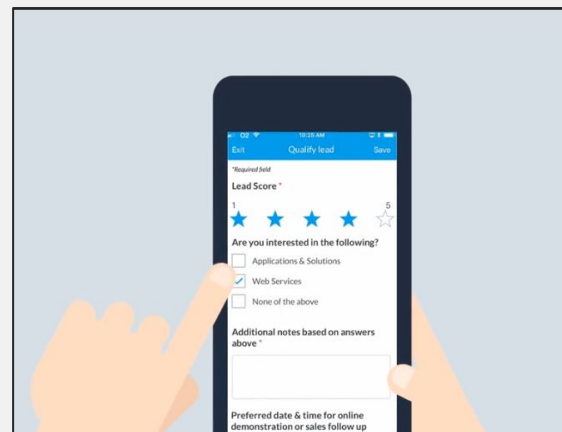 O2 10:25 AM
Exit Qualify lead Save
*Required field
Lead Score *
1 5
Are you interested in the following?
Applications & Solutions
Web Services
None of the above
Additional notes based on answers
above *
Preferred date & time for online
demonstration or sales follow up